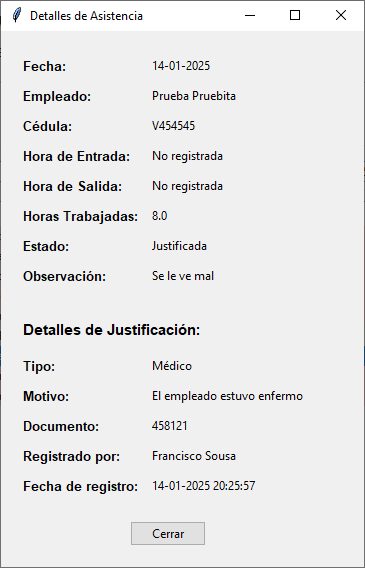 Detalles de Asistencia
Fecha: 14-01-2025
Empleado: Prueba Pruebita
Cédula: V454545
Hora de Entrada: No registrada
Hora de Salida: No registrada
Horas Trabajadas: 8.0
Estado: Justificada
Observación: Se le ve mal
Detalles de Justificación:
Tipo: Médico
Motivo: El empleado estuvo enfermo
Documento: 458121
Registrado por: Francisco Sousa
Fecha de registro: 14-01-2025 20:25:57
Cerrar